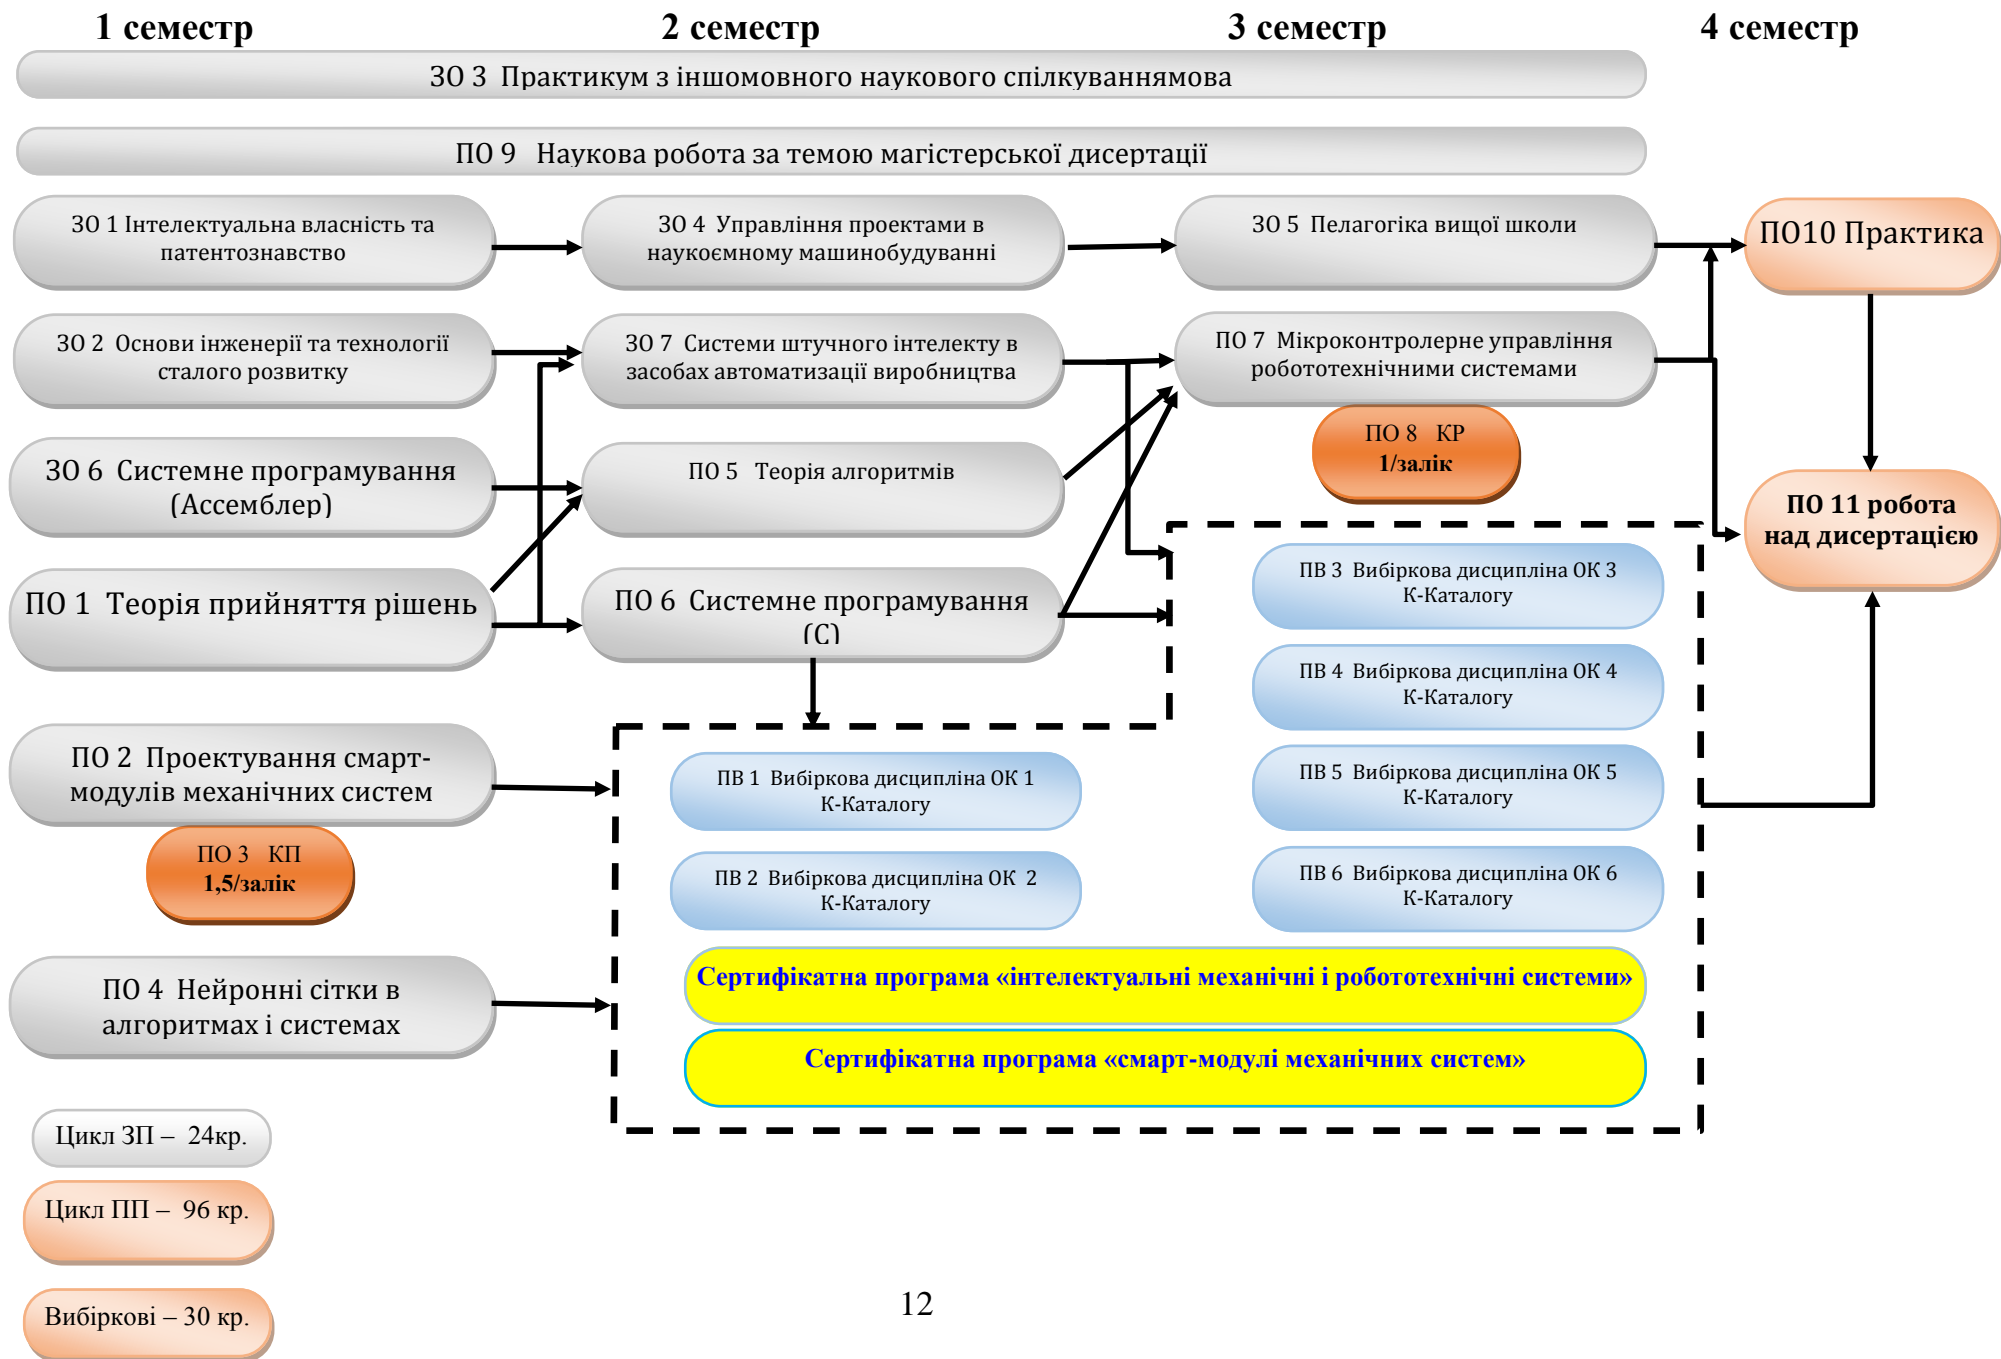 1 семестр
2 семестр
3 семестр
4 семестр
ЗО 3 Практикум з іншомовного наукового спілкуваннямова
ПО 9 Наукова робота за темою магістерської дисертації
ЗО 1 Інтелектуальна власність та
патентознавство
ЗО 4 Управління проектами в
наукоємному машинобудуванні
ЗО 5 Пелагогіка вищої школи
ПО10 Практика
ЗО 2 Основи інженерії та технології
сталого розвитку
ЗО 7 Системи штучного інтелекту в
засобах автоматизації виробництва
ПО 7 Мікроконтролерне управління
робототехнічними системами
ПО 8 КР
1/залік
ЗО 6 Системне програмування
(Ассемблер)
ПО 5 Теорія алгоритмів
ПО 11 робота
над дисертацією
ПО 1 Теорія прийняття рішень
ПО 6 Системне програмування
(С)
ПВ 3 Вибіркова дисципліна ОК 3
К-Каталогу
ПВ 4 Вибіркова дисципліна ОК 4
К-Каталогу
ПО 2 Проектування смарт-
модулів механічних систем
ПО 3 КП
1,5/залік
ПВ 1 Вибіркова дисципліна ОК 1
К-Каталогу
ПВ 5 Вибіркова дисципліна ОК 5
К-Каталогу
ПВ 2 Вибіркова дисципліна ОК 2
К-Каталогу
ПВ 6 Вибіркова дисципліна ОК 6
К-Каталогу
ПО 4 Нейронні сітки в
алгоритмах і системах
Сертифікатна програма «інтелектуальні механічні і робототехнічні системи»
Сертифікатна програма «смарт-модулі механічних систем»
Цикл ЗП – 24кр.
Цикл ПП – 96 кр.
Вибіркові – 30 кр.
12